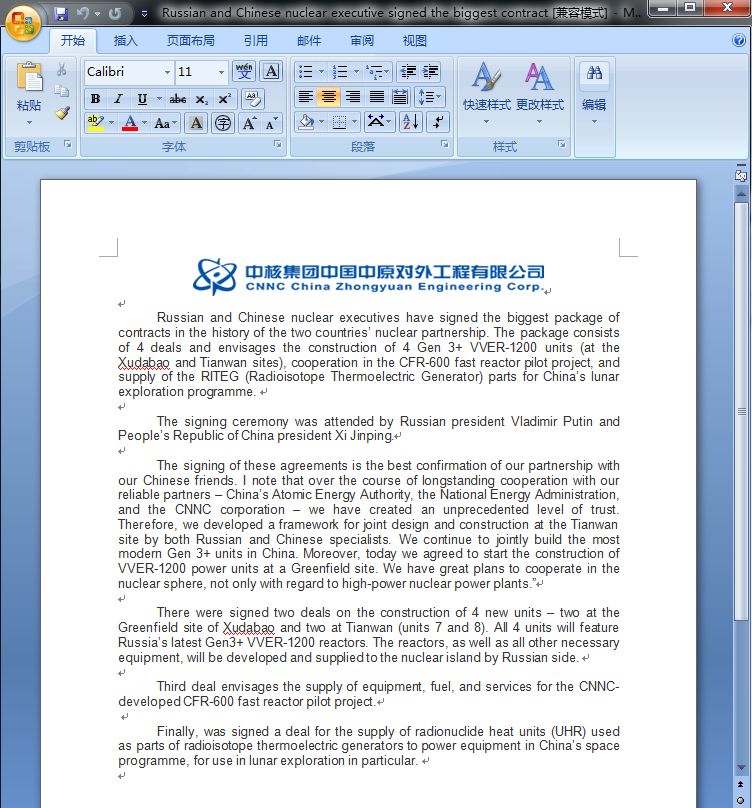 Russian and Chinese nuclear executive signed the biggest contract [兼容模式] - M...
开始 插入 页面布局 引用 邮件 审阅 视图
Calibri 11 wén 文 A
B I U abc x₂ x² Aa
ab A Aa A 字 A A
粘贴 快速样式 更改样式 编辑
剪贴板 字体 段落 样式
中核集团中国中原对外工程有限公司
CNNC China Zhongyuan Engineering Corp.
Russian and Chinese nuclear executives have signed the biggest package of
contracts in the history of the two countries' nuclear partnership. The package consists
of 4 deals and envisages the construction of 4 Gen 3+ VVER-1200 units (at the
Xudabao and Tianwan sites), cooperation in the CFR-600 fast reactor pilot project, and
supply of the RITEG (Radioisotope Thermoelectric Generator) parts for China's lunar
exploration programme.
The signing ceremony was attended by Russian president Vladimir Putin and
People's Republic of China president Xi Jinping.
The signing of these agreements is the best confirmation of our partnership with
our Chinese friends. I note that over the course of longstanding cooperation with our
reliable partners – China's Atomic Energy Authority, the National Energy Administration,
and the CNNC corporation – we have created an unprecedented level of trust.
Therefore, we developed a framework for joint design and construction at the Tianwan
site by both Russian and Chinese specialists. We continue to jointly build the most
modern Gen 3+ units in China. Moreover, today we agreed to start the construction of
VVER-1200 power units at a Greenfield site. We have great plans to cooperate in the
nuclear sphere, not only with regard to high-power nuclear power plants."
There were signed two deals on the construction of 4 new units – two at the
Greenfield site of Xudabao and two at Tianwan (units 7 and 8). All 4 units will feature
Russia's latest Gen3+ VVER-1200 reactors. The reactors, as well as all other necessary
equipment, will be developed and supplied to the nuclear island by Russian side.
Third deal envisages the supply of equipment, fuel, and services for the CNNC-
developed CFR-600 fast reactor pilot project.
Finally, was signed a deal for the supply of radionuclide heat units (UHR) used
as parts of radioisotope thermoelectric generators to power equipment in China's space
programme, for use in lunar exploration in particular.